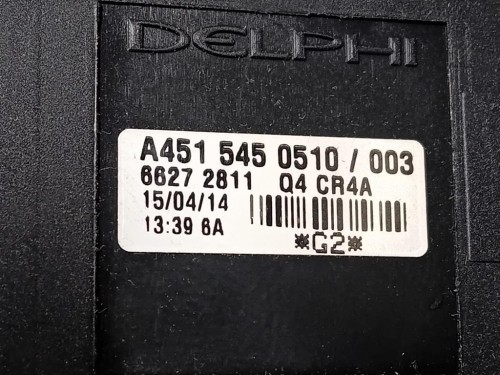 DELPHI
A451 545 0510 / 003
6627 2811 Q4 CR4A
15/04/14
13:39 6A
*G2*